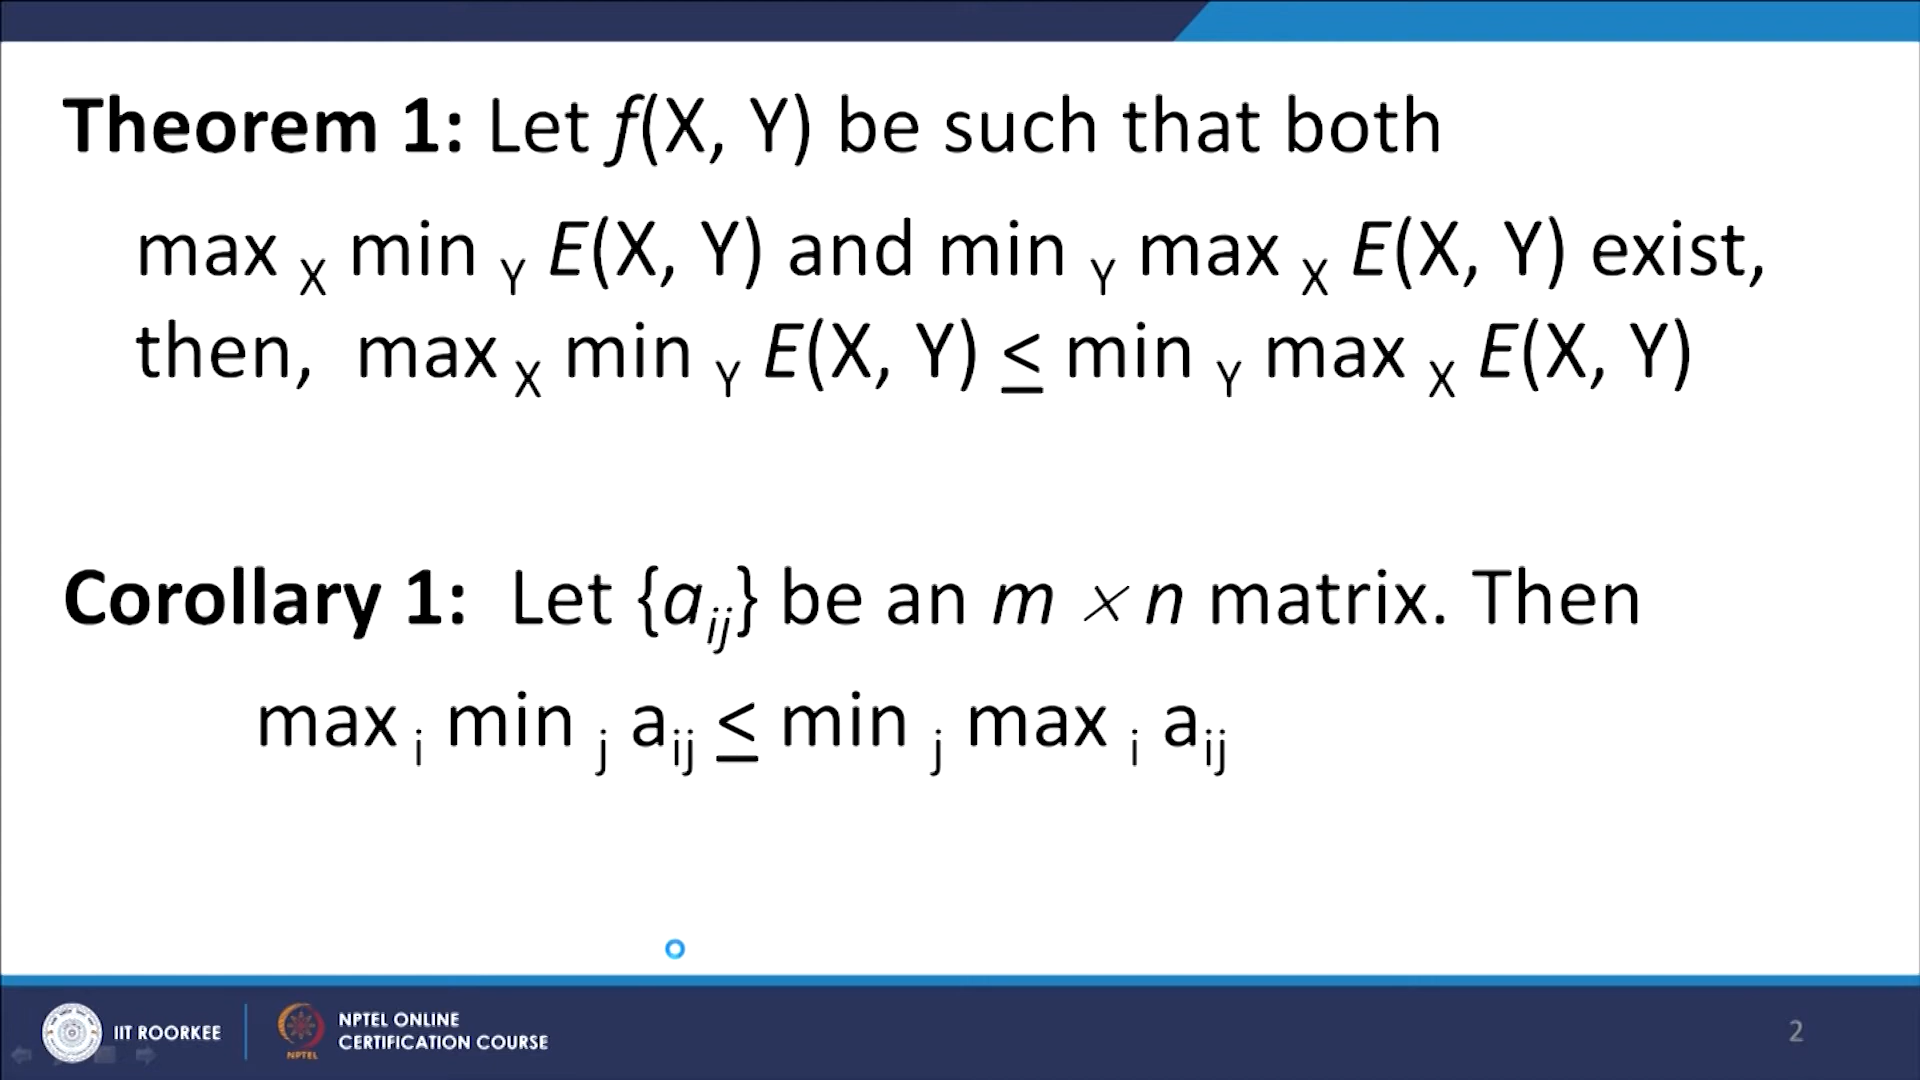 Theorem 1: Let f(X, Y) be such that both
max X min Y E(X, Y) and min Y max X E(X, Y) exist,
then, max X min Y E(X, Y) ≤ min Y max X E(X, Y)
Corollary 1: Let {aij} be an m × n matrix. Then
max i min j aij ≤ min j max i aij
IIT ROORKEE
NPTEL
NPTEL ONLINE
CERTIFICATION COURSE
2